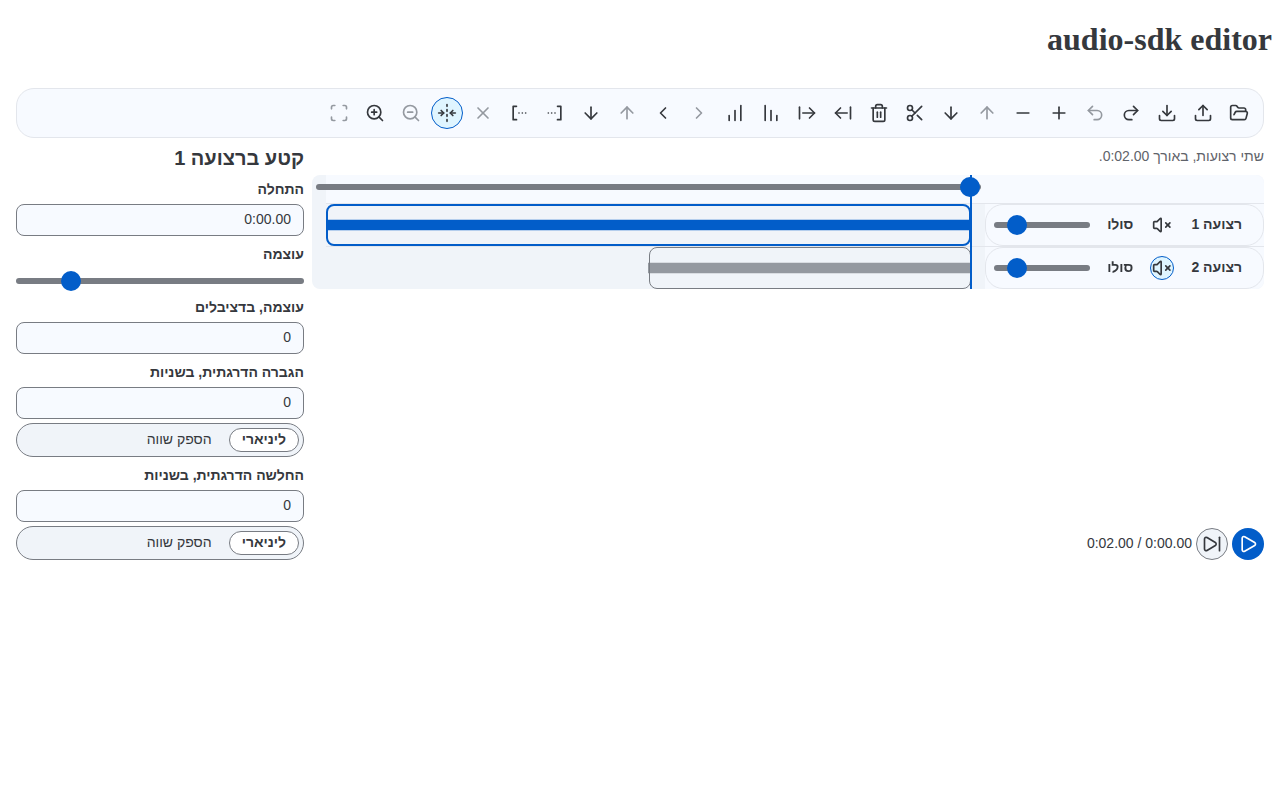 audio-sdk editor
שתי רצועות, באורך 0:02.00.
רצועה 1
סולו
רצועה 2
סולו
קטע ברצועה 1
התחלה
0:00.00
עוצמה
עוצמה, בדציבלים
0
הגברה הדרגתית, בשניות
0
ליניארי
הספק שווה
החלשה הדרגתית, בשניות
0
ליניארי
הספק שווה
0:02.00 / 0:00.00